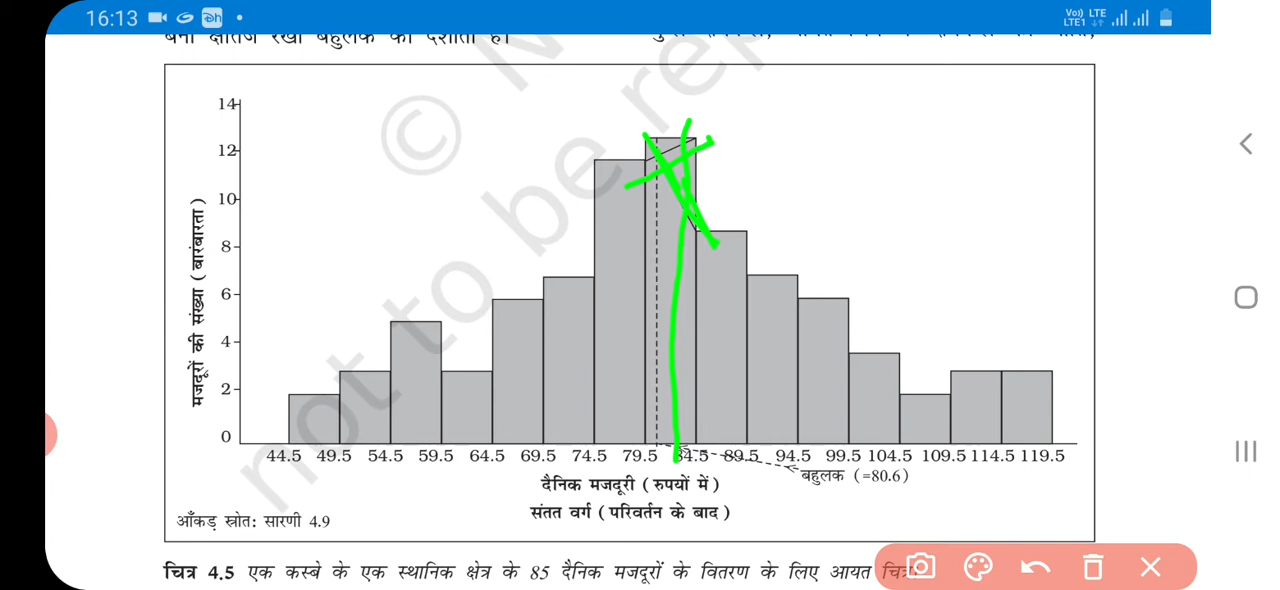 16:13
Vo) LTE
LTE1
© N
not to be rep
14
12
10
8
6
4
2
0
मजदूरों की संख्या ( बारंबारता )
44.5 49.5 54.5 59.5 64.5 69.5 74.5 79.5 84.5 89.5 94.5 99.5 104.5 109.5 114.5 119.5
बहुलक (=80.6)
दैनिक मजदूरी ( रुपयों में )
संतत वर्ग ( परिवर्तन के बाद )
आँकड़ स्रोत: सारणी 4.9
चित्र 4.5 एक कस्बे के एक स्थानिक क्षेत्र के 85 दैनिक मजदूरों के वितरण के लिए आयत चित्र